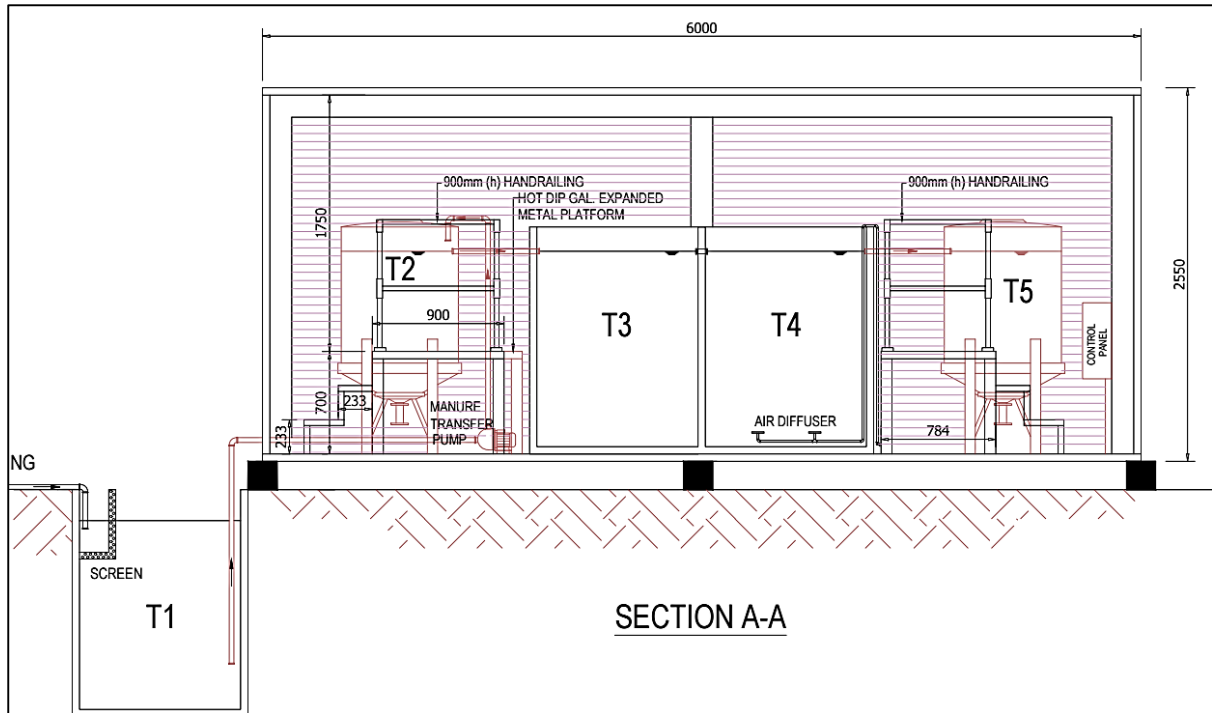 6000
900mm (h) HANDRAILING
HOT DIP GAL. EXPANDED
METAL PLATFORM
900mm (h) HANDRAILING
1750
2550
T2
T3
T4
T5
900
CONTROL
PANEL
700
233
233
MANURE
TRANSFER
PUMP
AIR DIFFUSER
784
NG
SCREEN
T1
SECTION A-A